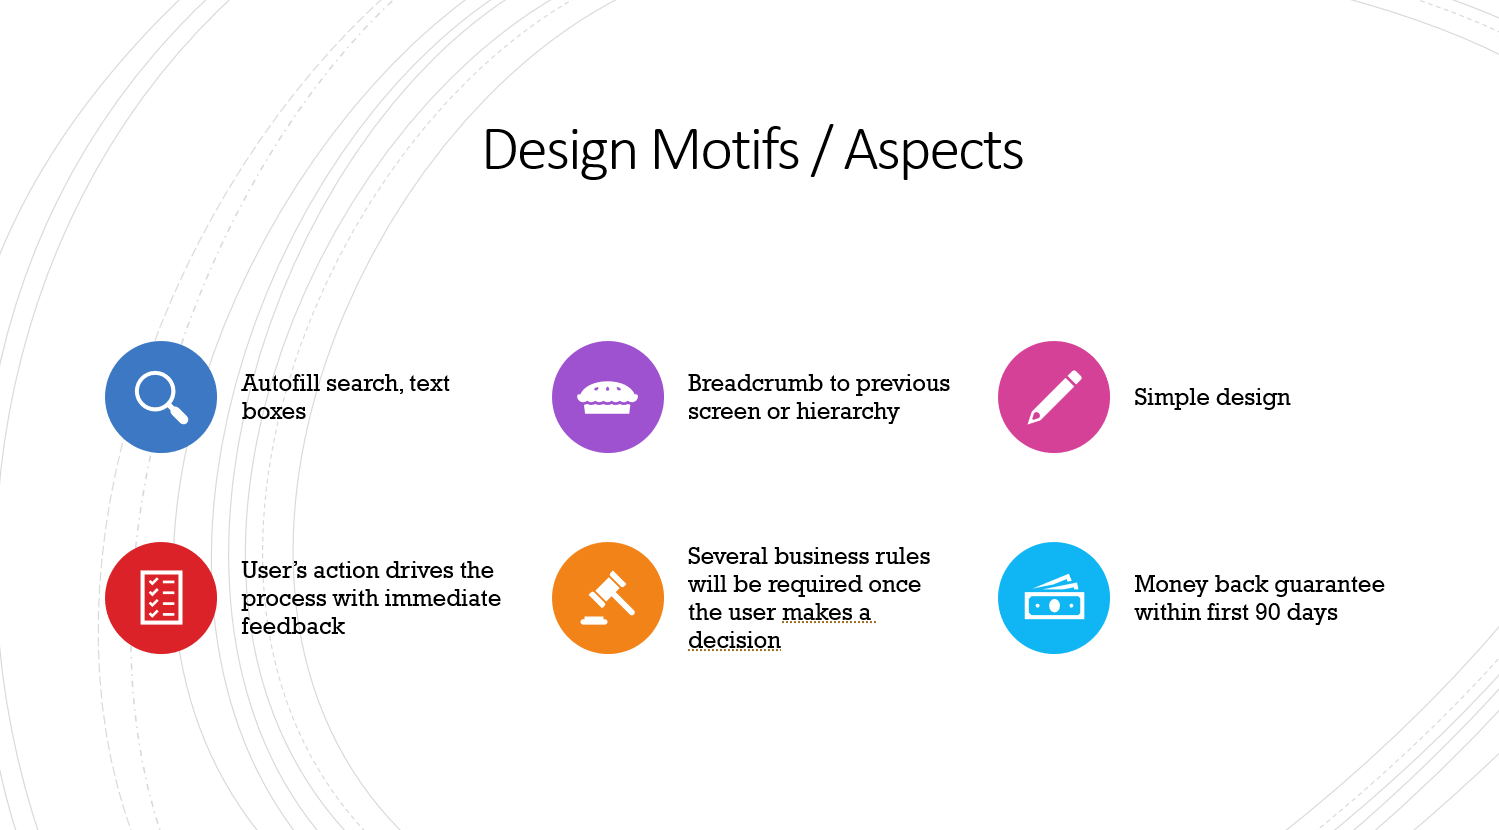 Design Motifs / Aspects
Autofill search, text
boxes
Breadcrumb to previous
screen or hierarchy
Simple design
User’s action drives the
process with immediate
feedback
Several business rules
will be required once
the user makes a
decision
Money back guarantee
within first 90 days